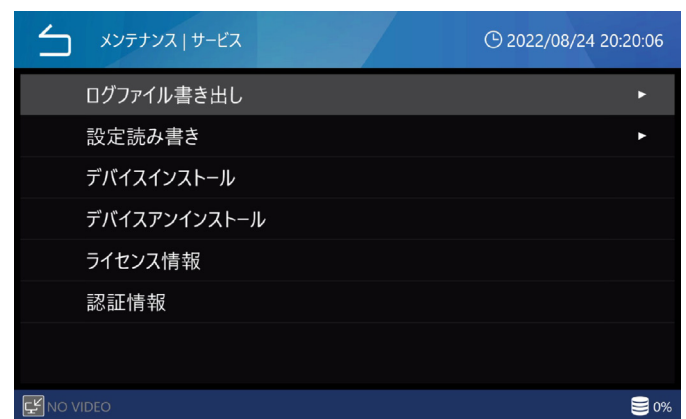 メンテナンス | サービス 2022/08/24 20:20:06
ログファイル書き出し
設定読み書き
デバイスインストール
デバイスアンインストール
ライセンス情報
認証情報
NO VIDEO 0%